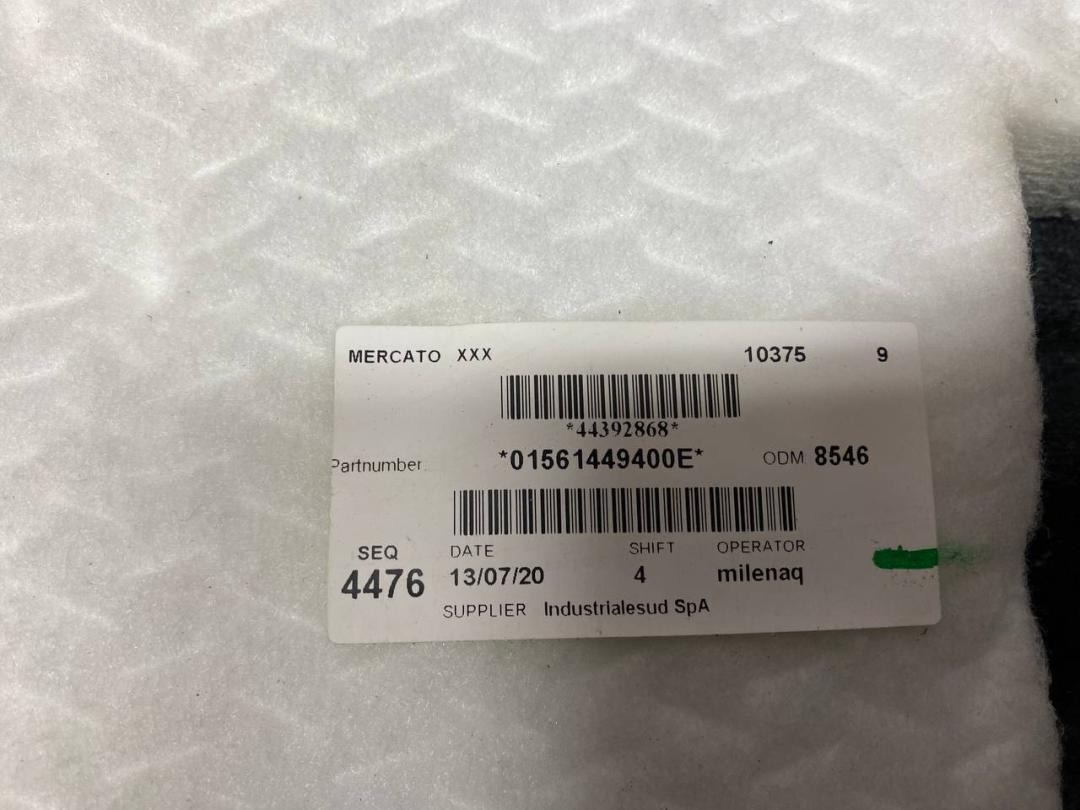 MERCATO XXX 10375 9
*44392868*
Partnumber *01561449400E* ODM 8546
SEQ DATE SHIFT OPERATOR
4476 13/07/20 4 milenaq
SUPPLIER Industrialesud SpA